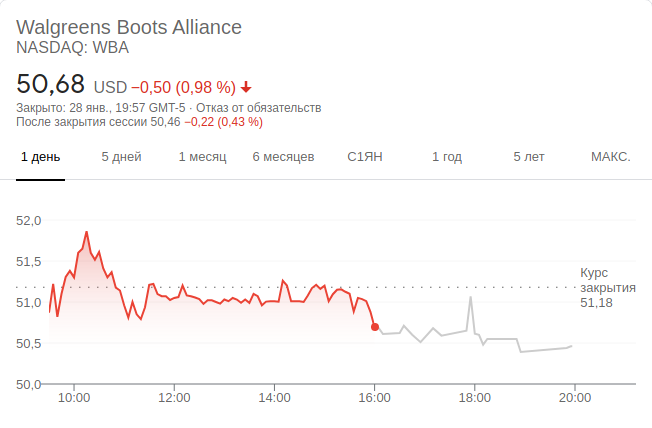 Walgreens Boots Alliance
NASDAQ: WBA
50,68 USD −0,50 (0,98 %)
Закрыто: 28 янв., 19:57 GMT-5 · Отказ от обязательств
После закрытия сессии 50,46 −0,22 (0,43 %)
1 день 5 дней 1 месяц 6 месяцев С1ЯН 1 год 5 лет МАКС.
52,0
51,5
Курс
закрытия
51,18
51,0
50,5
50,0
10:00 12:00 14:00 16:00 18:00 20:00